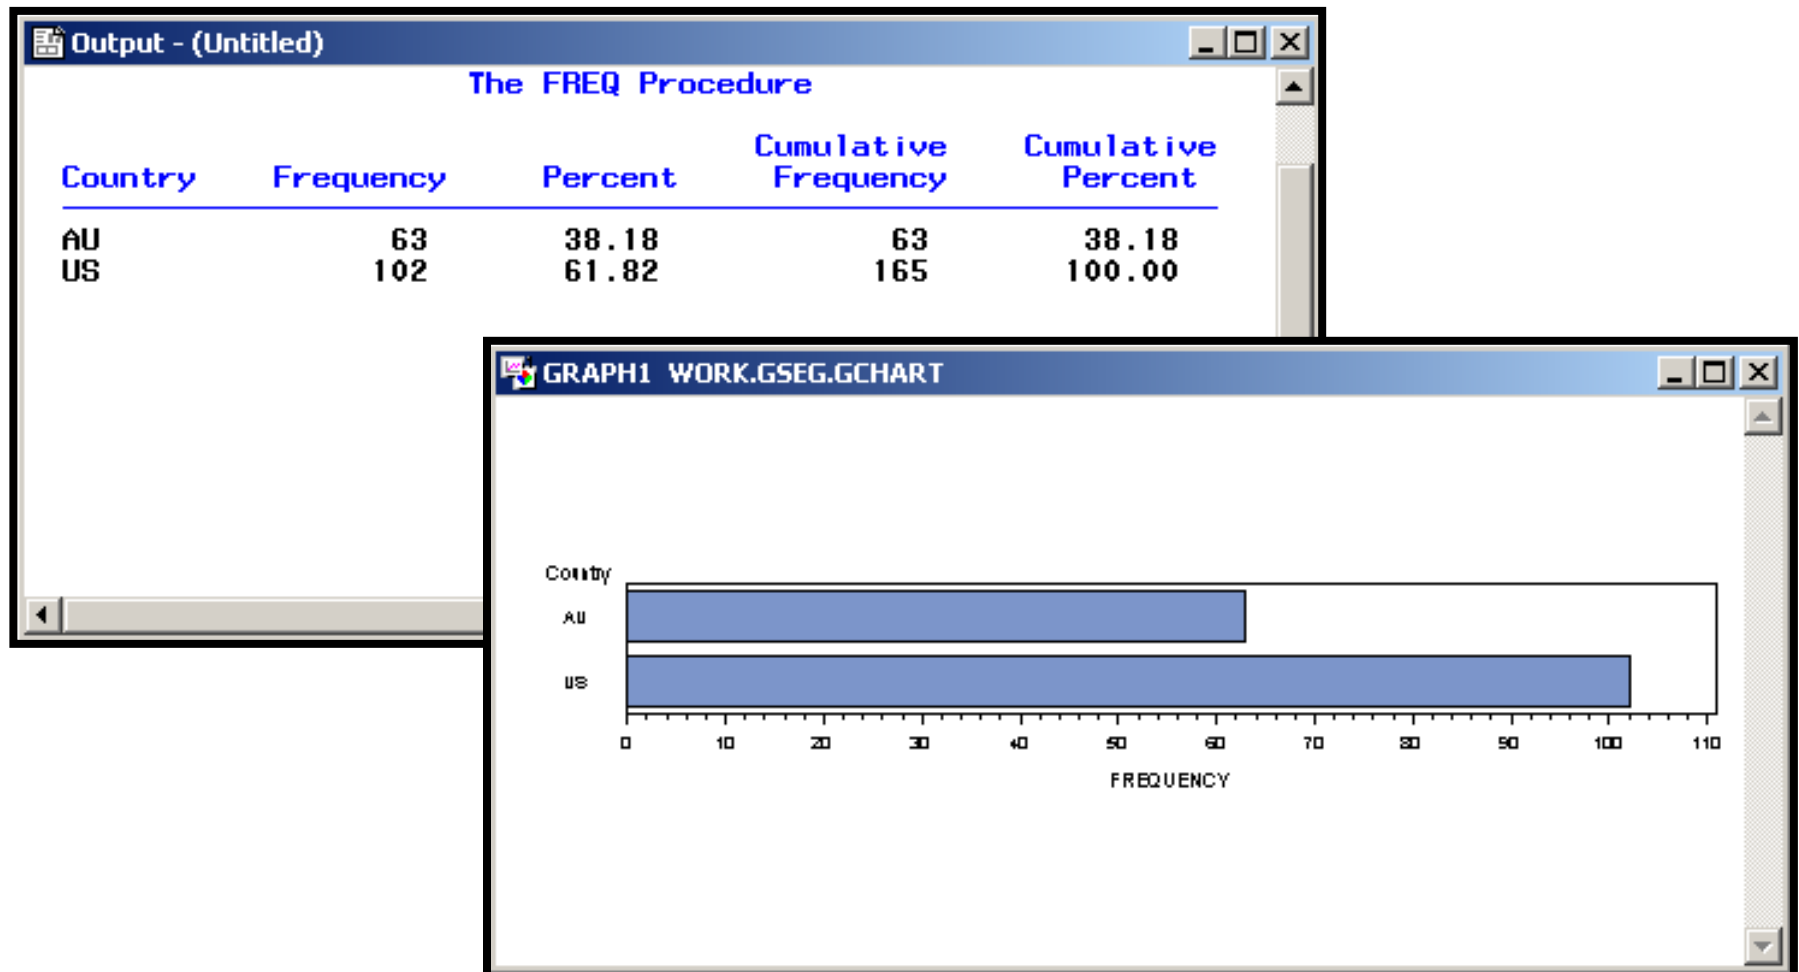 Output - (Untitled)
The FREQ Procedure
Cumulative Cumulative
Country Frequency Percent Frequency Percent
AU 63 38.18 63 38.18
US 102 61.82 165 100.00
GRAPH1 WORK.GSEG.GCHART
Country
AU
US
0 10 20 30 40 50 60 70 80 90 100 110
FREQUENCY